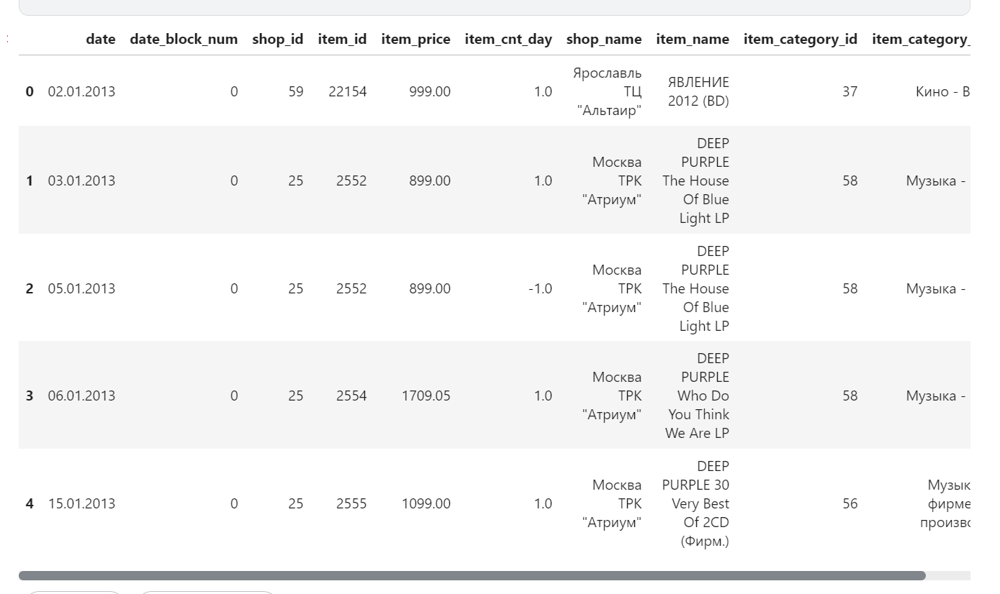 date date_block_num shop_id item_id item_price item_cnt_day shop_name item_name item_category_id item_category_
0 02.01.2013 0 59 22154 999.00 1.0 Ярославль ТЦ "Альтаир" ЯВЛЕНИЕ 2012 (BD) 37 Кино - B
1 03.01.2013 0 25 2552 899.00 1.0 Москва ТРК "Атриум" DEEP PURPLE The House Of Blue Light LP 58 Музыка -
2 05.01.2013 0 25 2552 899.00 -1.0 Москва ТРК "Атриум" DEEP PURPLE The House Of Blue Light LP 58 Музыка -
3 06.01.2013 0 25 2554 1709.05 1.0 Москва ТРК "Атриум" DEEP PURPLE Who Do You Think We Are LP 58 Музыка -
4 15.01.2013 0 25 2555 1099.00 1.0 Москва ТРК "Атриум" DEEP PURPLE 30 Very Best Of 2CD (Фирм.) 56